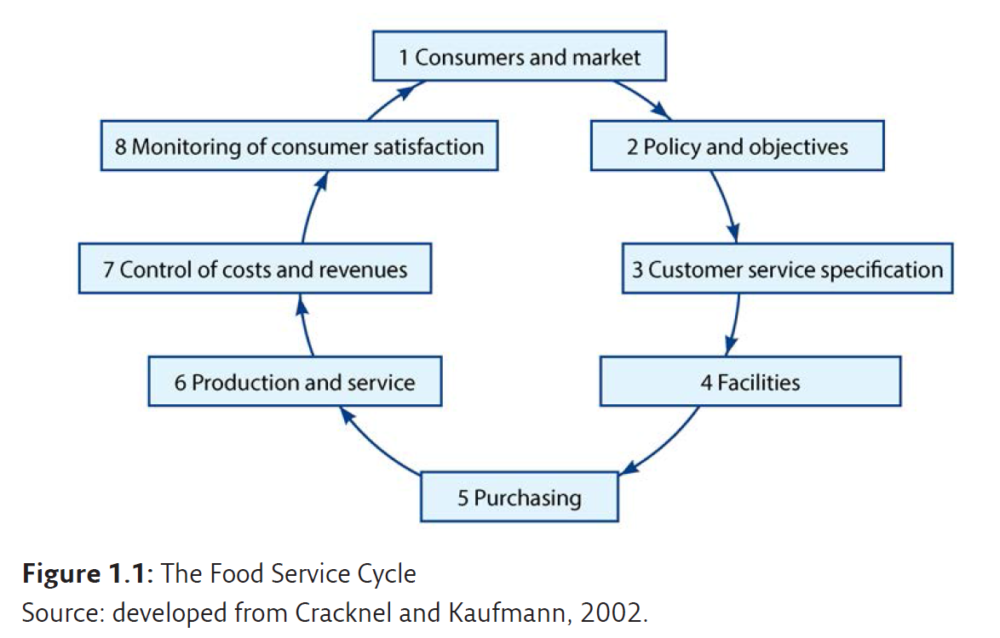 1 Consumers and market
2 Policy and objectives
3 Customer service specification
4 Facilities
5 Purchasing
6 Production and service
7 Control of costs and revenues
8 Monitoring of consumer satisfaction
Figure 1.1: The Food Service Cycle
Source: developed from Cracknel and Kaufmann, 2002.